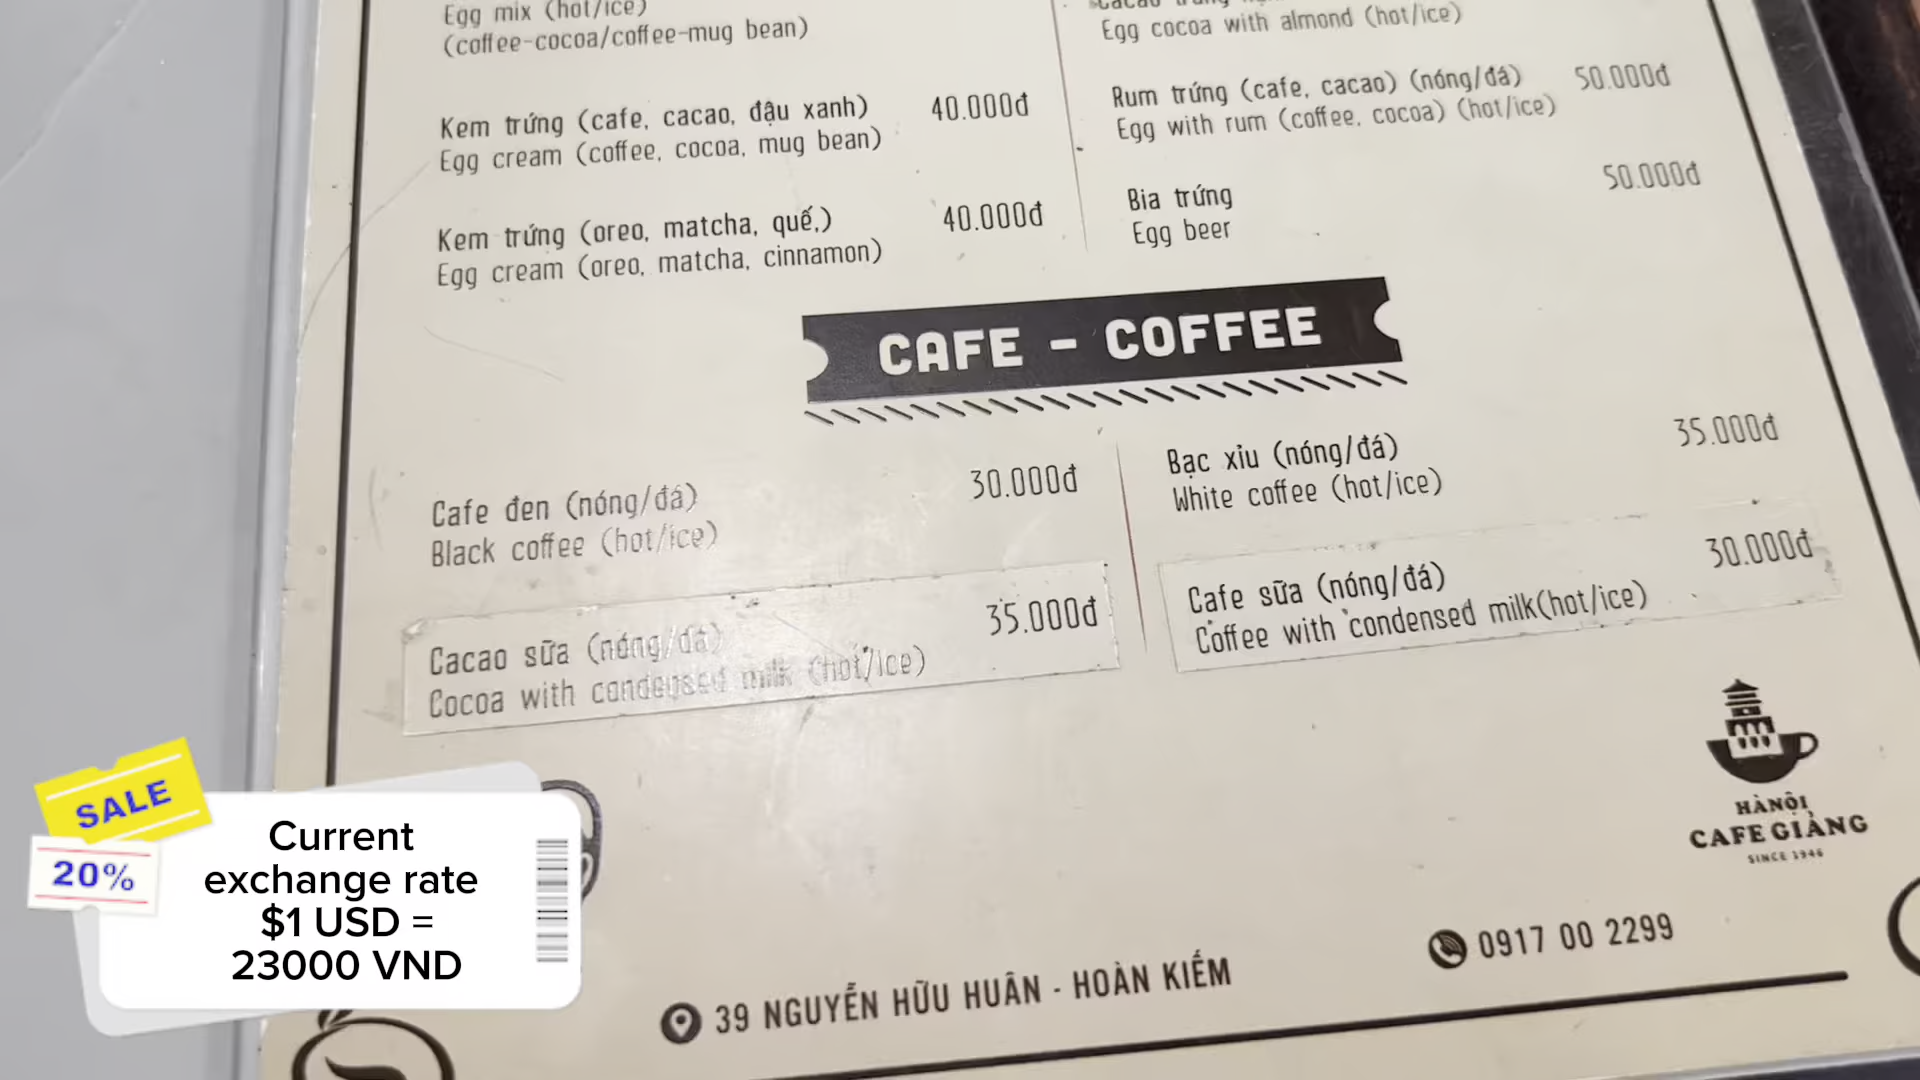 Egg mix (hot/ice)
(coffee-cocoa/coffee-mug bean)
Kem trứng (cafe, cacao, đậu xanh) 40.000đ
Egg cream (coffee, cocoa, mug bean)
Kem trứng (oreo, matcha, quế,) 40.000đ
Egg cream (oreo, matcha, cinnamon)
Egg cocoa with almond (hot/ice)
Rum trứng (cafe, cacao) (nóng/đá) 50.000đ
Egg with rum (coffee, cocoa) (hot/ice)
Bia trứng 50.000đ
Egg beer
CAFE - COFFEE
Cafe đen (nóng/đá) 30.000đ
Black coffee (hot/ice)
Cacao sữa (nóng/đá) 35.000đ
Cocoa with condensed milk (hot/ice)
Bạc xỉu (nóng/đá) 35.000đ
White coffee (hot/ice)
Cafe sữa (nóng/đá) 30.000đ
Coffee with condensed milk(hot/ice)
HÀNỘI
CAFE GIẢNG
SINCE 1946
SALE
20%
Current
exchange rate
$1 USD =
23000 VND
39 NGUYỄN HỮU HUÂN - HOÀN KIẾM
0917 00 2299